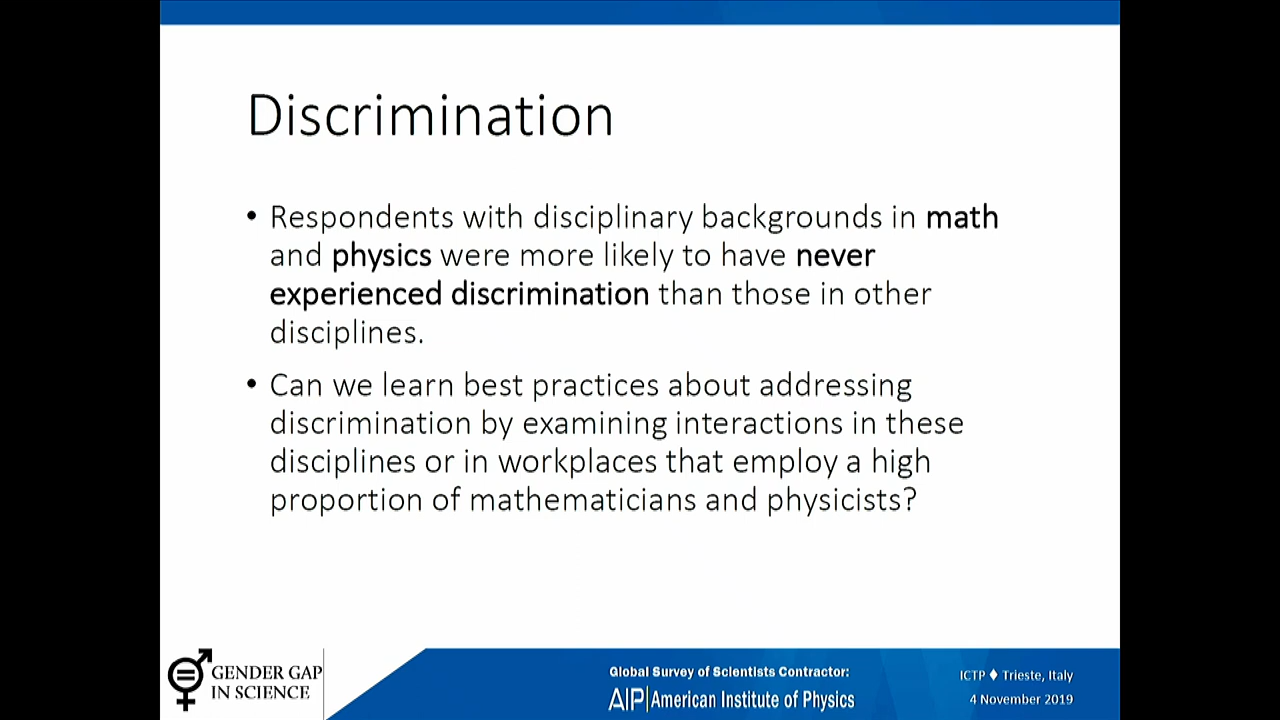 Discrimination
• Respondents with disciplinary backgrounds in math
and physics were more likely to have never
experienced discrimination than those in other
disciplines.
• Can we learn best practices about addressing
discrimination by examining interactions in these
disciplines or in workplaces that employ a high
proportion of mathematicians and physicists?
GENDER GAP
IN SCIENCE
Global Survey of Scientists Contractor:
AIP|American Institute of Physics
ICTP ♦ Trieste, Italy
4 November 2019